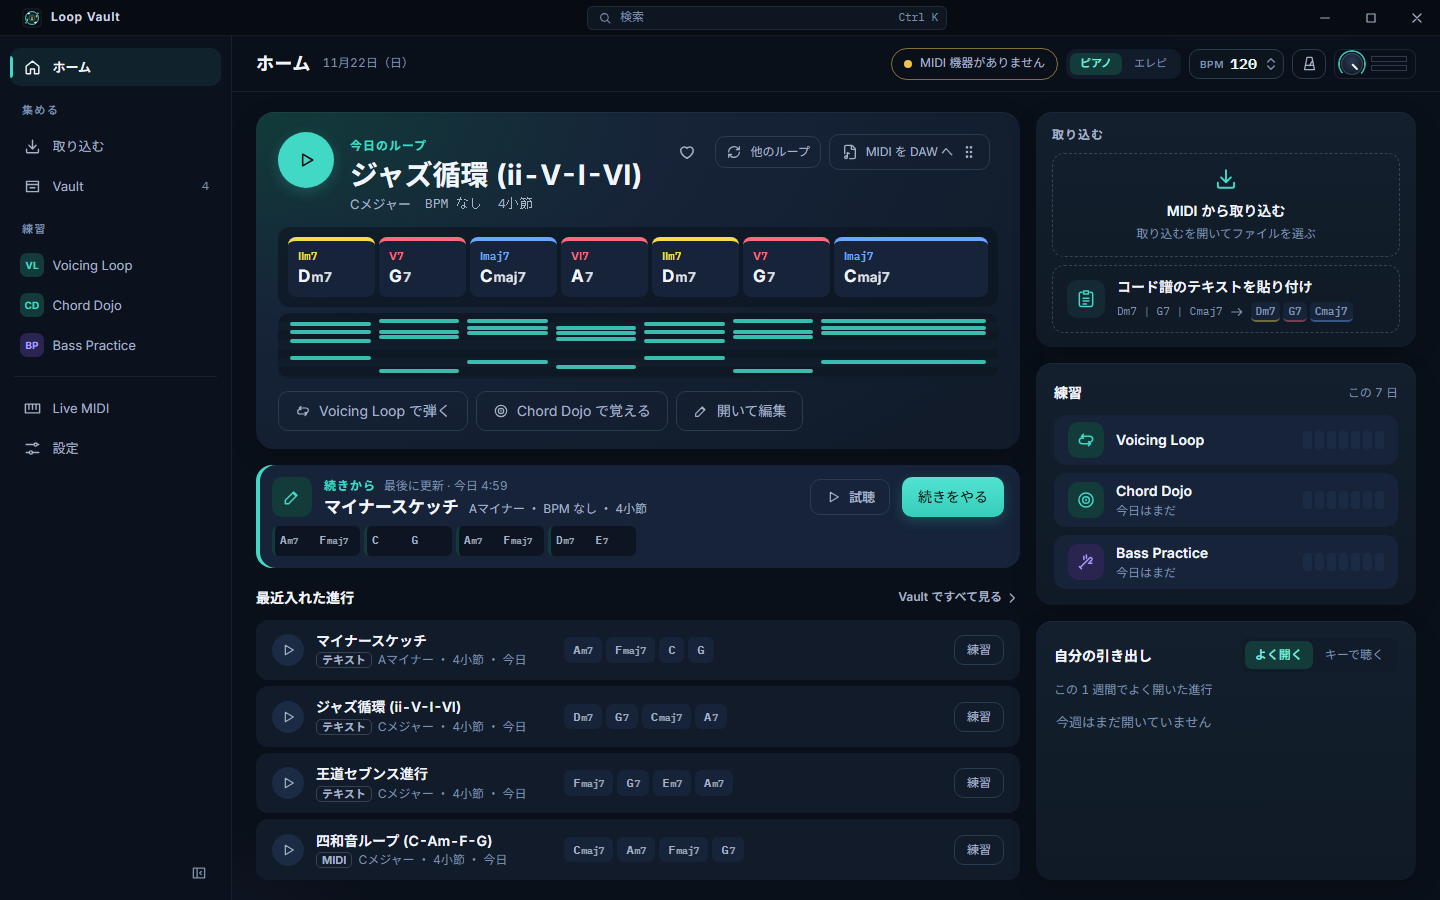 Loop Vault
検索
Ctrl K
ホーム
集める
取り込む
Vault
4
練習
VL Voicing Loop
CD Chord Dojo
BP Bass Practice
Live MIDI
設定
ホーム 11月22日（日）
MIDI 機器がありません
ピアノ エレピ
BPM 120
今日のループ
ジャズ循環 (ii-V-I-VI)
Cメジャー BPM なし 4小節
他のループ
MIDI を DAW へ
IIm7 V7 Imaj7 VI7 IIm7 V7 Imaj7
Dm7 G7 Cmaj7 A7 Dm7 G7 Cmaj7
Voicing Loop で弾く
Chord Dojo で覚える
開いて編集
続きから 最後に更新 · 今日 4:59
マイナースケッチ Aマイナー ・ BPM なし ・ 4小節
試聴
続きをやる
Am7 Fmaj7 C G Am7 Fmaj7 Dm7 E7
最近入れた進行
Vault ですべて見る
マイナースケッチ
テキスト Aマイナー ・ 4小節 ・ 今日
Am7 Fmaj7 C G
練習
ジャズ循環 (ii-V-I-VI)
テキスト Cメジャー ・ 4小節 ・ 今日
Dm7 G7 Cmaj7 A7
練習
王道セブンス進行
テキスト Cメジャー ・ 4小節 ・ 今日
Fmaj7 G7 Em7 Am7
練習
四和音ループ (C-Am-F-G)
MIDI Cメジャー ・ 4小節 ・ 今日
Cmaj7 Am7 Fmaj7 G7
練習
取り込む
MIDI から取り込む
取り込むを開いてファイルを選ぶ
コード譜のテキストを貼り付け
Dm7 | G7 | Cmaj7 → Dm7 G7 Cmaj7
練習
この 7 日
Voicing Loop
Chord Dojo
今日はまだ
Bass Practice
今日はまだ
自分の引き出し
よく開く キーで聴く
この 1 週間でよく開いた進行
今週はまだ開いていません